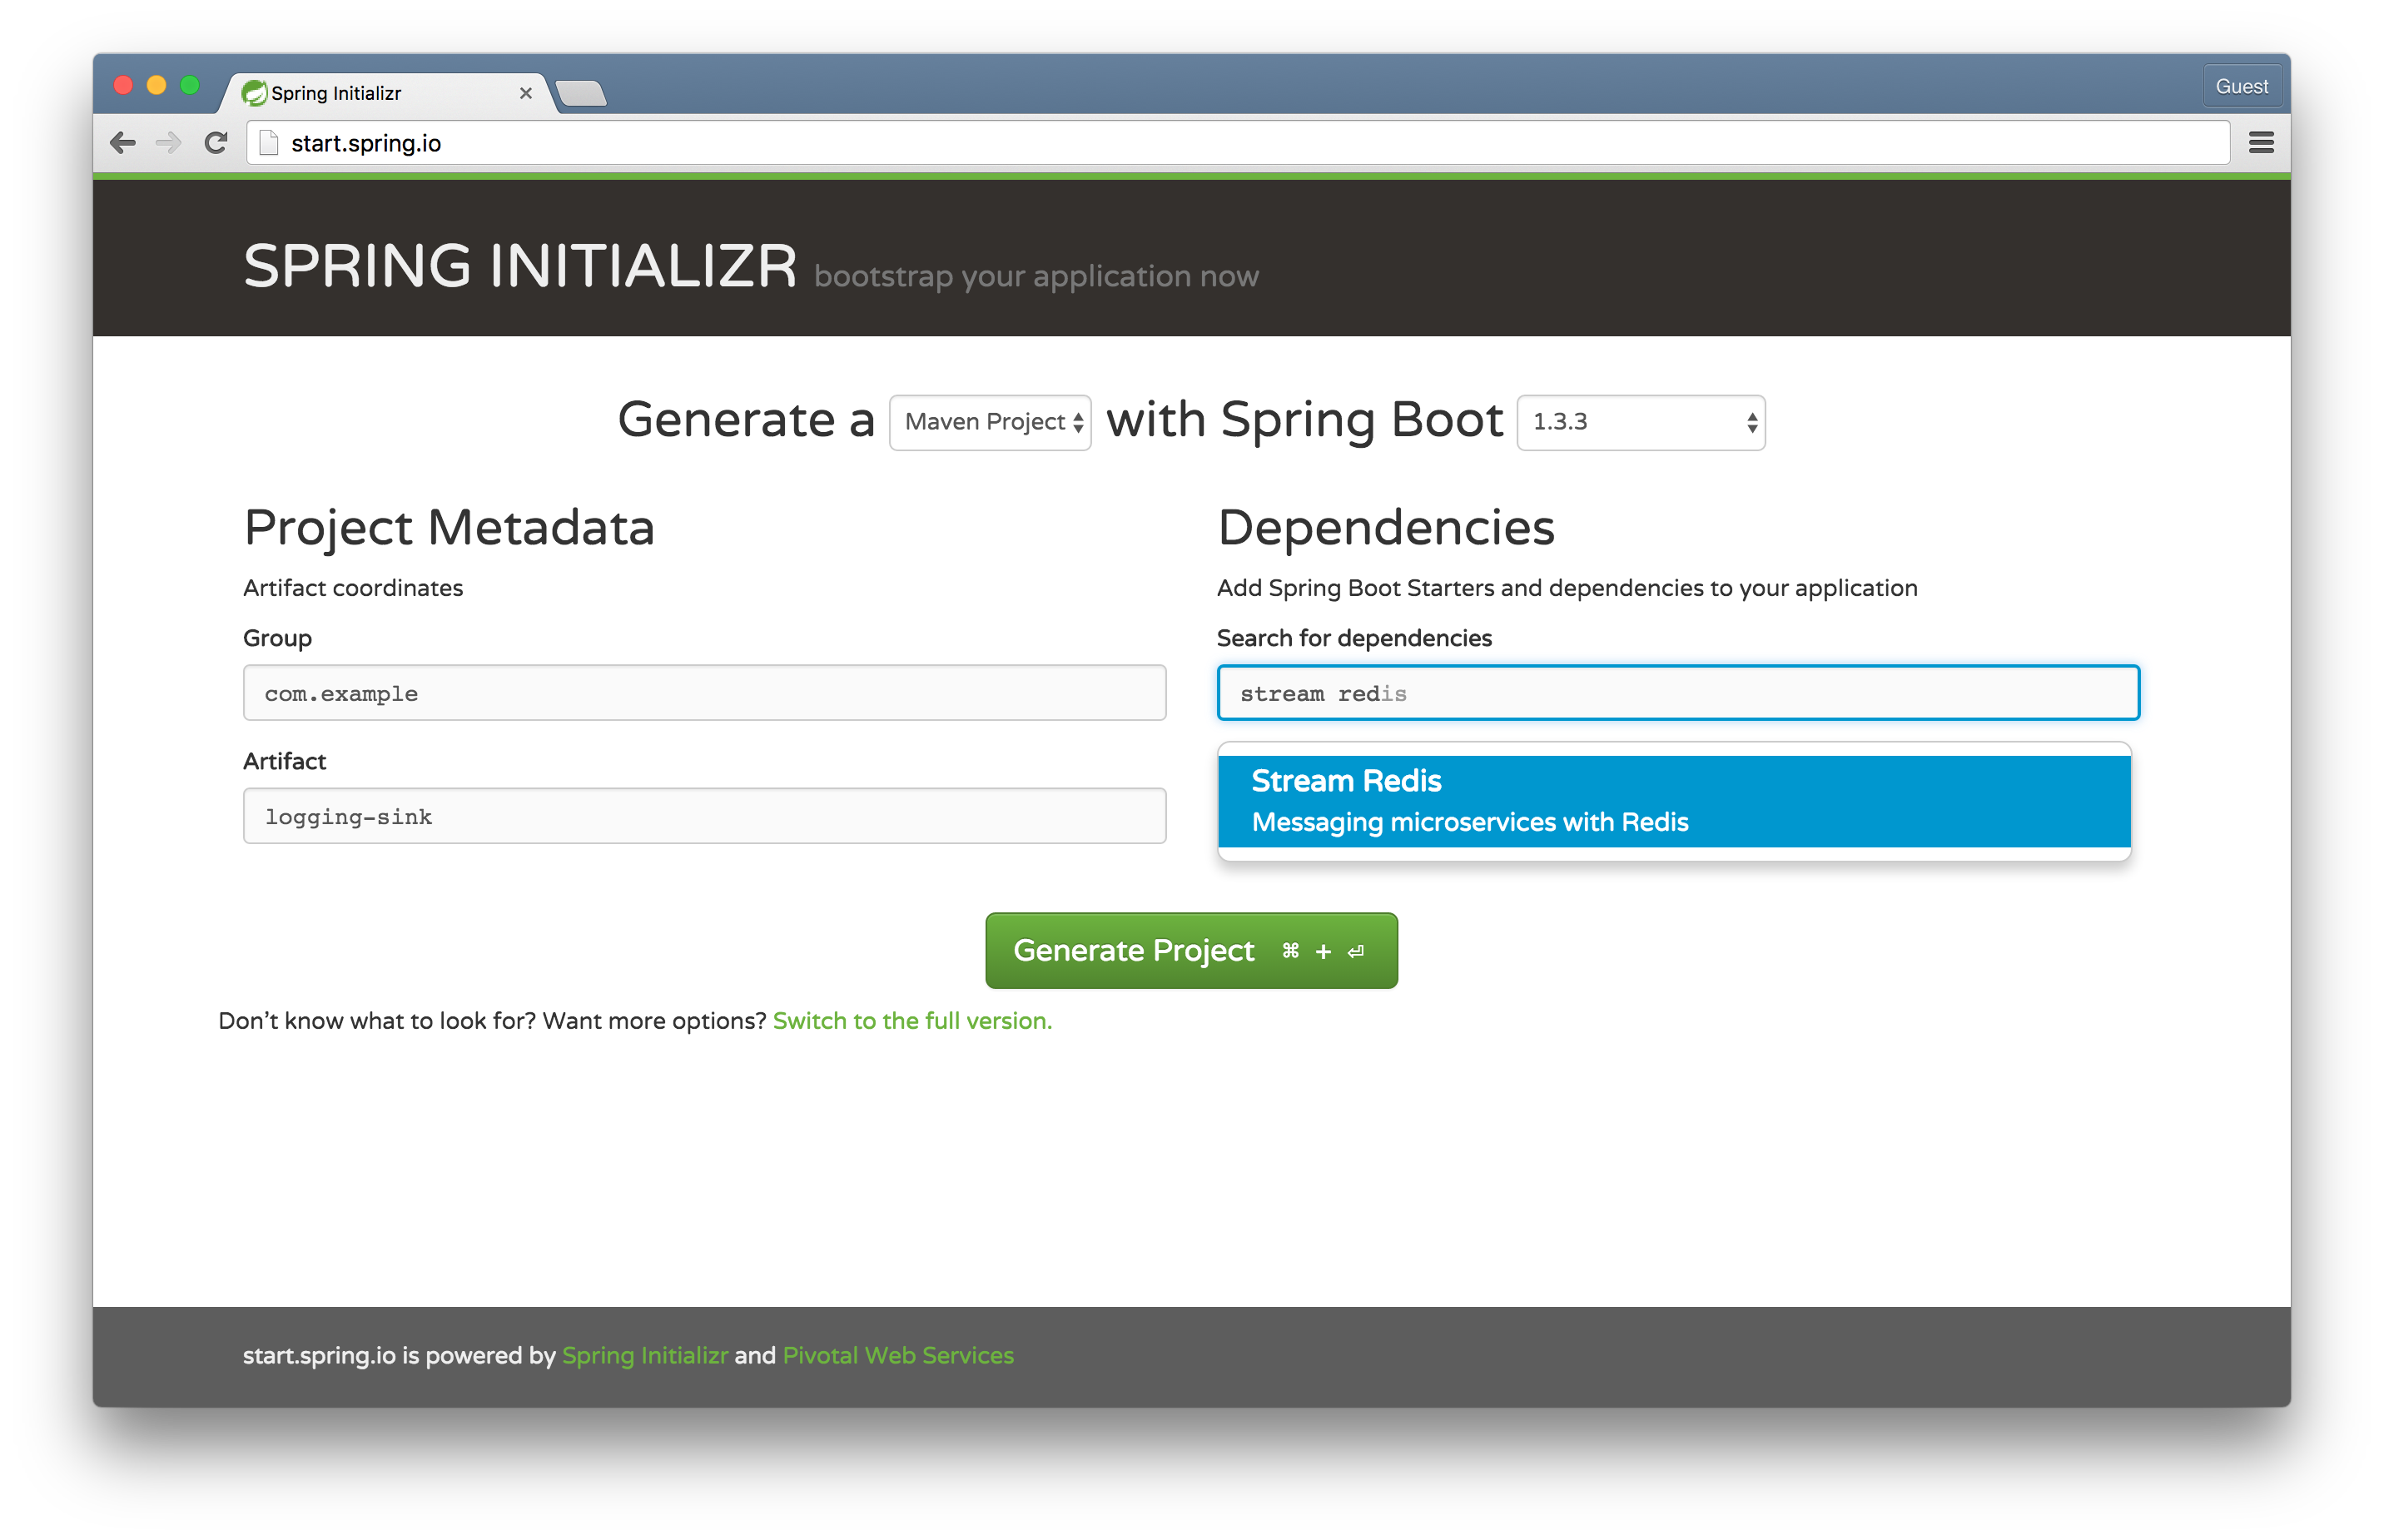 Spring Initializr
Guest
start.spring.io
SPRING INITIALIZR bootstrap your application now
Generate a Maven Project with Spring Boot 1.3.3
Project Metadata
Artifact coordinates
Group
com.example
Artifact
logging-sink
Dependencies
Add Spring Boot Starters and dependencies to your application
Search for dependencies
stream redis
Stream Redis
Messaging microservices with Redis
Generate Project ⌘ + ⏎
Don’t know what to look for? Want more options? Switch to the full version.
start.spring.io is powered by Spring Initializr and Pivotal Web Services